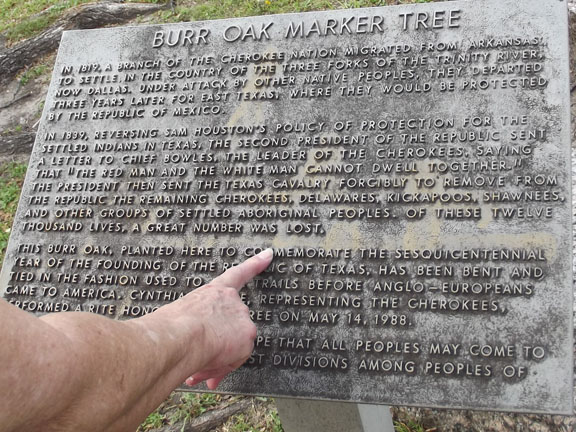 BURR OAK MARKER TREE
IN 1819, A BRANCH OF THE CHEROKEE NATION MIGRATED FROM ARKANSAS
TO SETTLE IN THE COUNTRY OF THE THREE FORKS OF THE TRINITY RIVER,
NOW DALLAS. UNDER ATTACK BY OTHER NATIVE PEOPLES, THEY DEPARTED
THREE YEARS LATER FOR EAST TEXAS, WHERE THEY WOULD BE PROTECTED
BY THE REPUBLIC OF MEXICO.
IN 1839, REVERSING SAM HOUSTON'S POLICY OF PROTECTION FOR THE
SETTLED INDIANS IN TEXAS, THE SECOND PRESIDENT OF THE REPUBLIC SENT
A LETTER TO CHIEF BOWLES, THE LEADER OF THE CHEROKEES, SAYING
THAT "THE RED MAN AND THE WHITE MAN CANNOT DWELL TOGETHER."
THE PRESIDENT THEN SENT THE TEXAS CAVALRY FORCIBLY TO REMOVE FROM
THE REPUBLIC THE REMAINING CHEROKEES, DELAWARES, KICKAPOOS, SHAWNEES,
AND OTHER GROUPS OF SETTLED ABORIGINAL PEOPLES. OF THESE TWELVE
THOUSAND LIVES, A GREAT NUMBER WAS LOST.
THIS BURR OAK, PLANTED HERE TO COMMEMORATE THE SESQUICENTENNIAL
YEAR OF THE FOUNDING OF THE OF TEXAS, HAS BEEN BENT AND
TIED IN THE FASHION USED TO TRAILS BEFORE ANGLO-EUROPEANS
CAME TO AMERICA. CYNTHIA REPRESENTING THE CHEROKEES,
A RITE ON MAY 14, 1988.
THAT ALL PEOPLES MAY COME TO
DIVISIONS AMONG PEOPLES OF